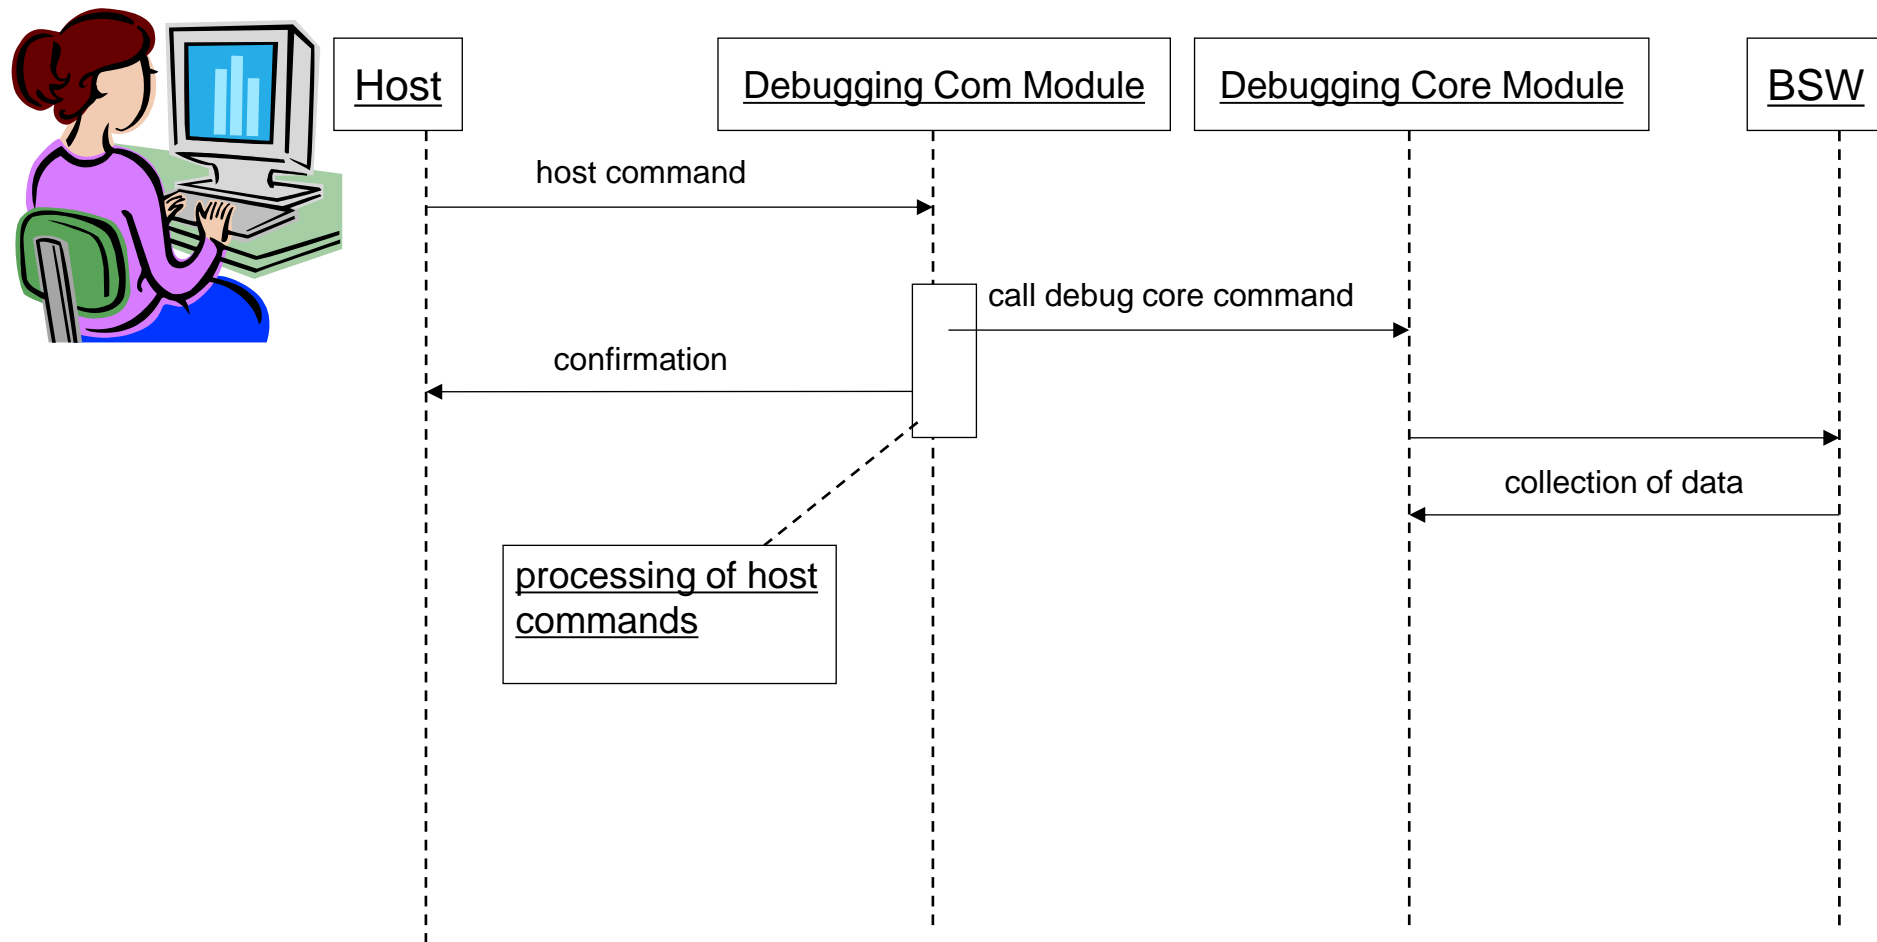 Host
Debugging Com Module
Debugging Core Module
BSW
host command
call debug core command
confirmation
collection of data
processing of host
commands